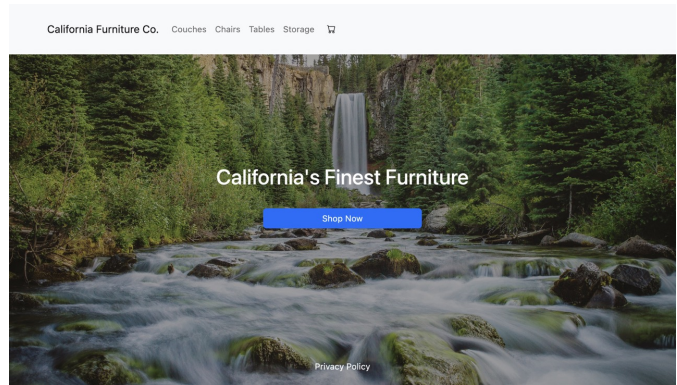 California Furniture Co. Couches Chairs Tables Storage
California's Finest Furniture
Shop Now
Privacy Policy